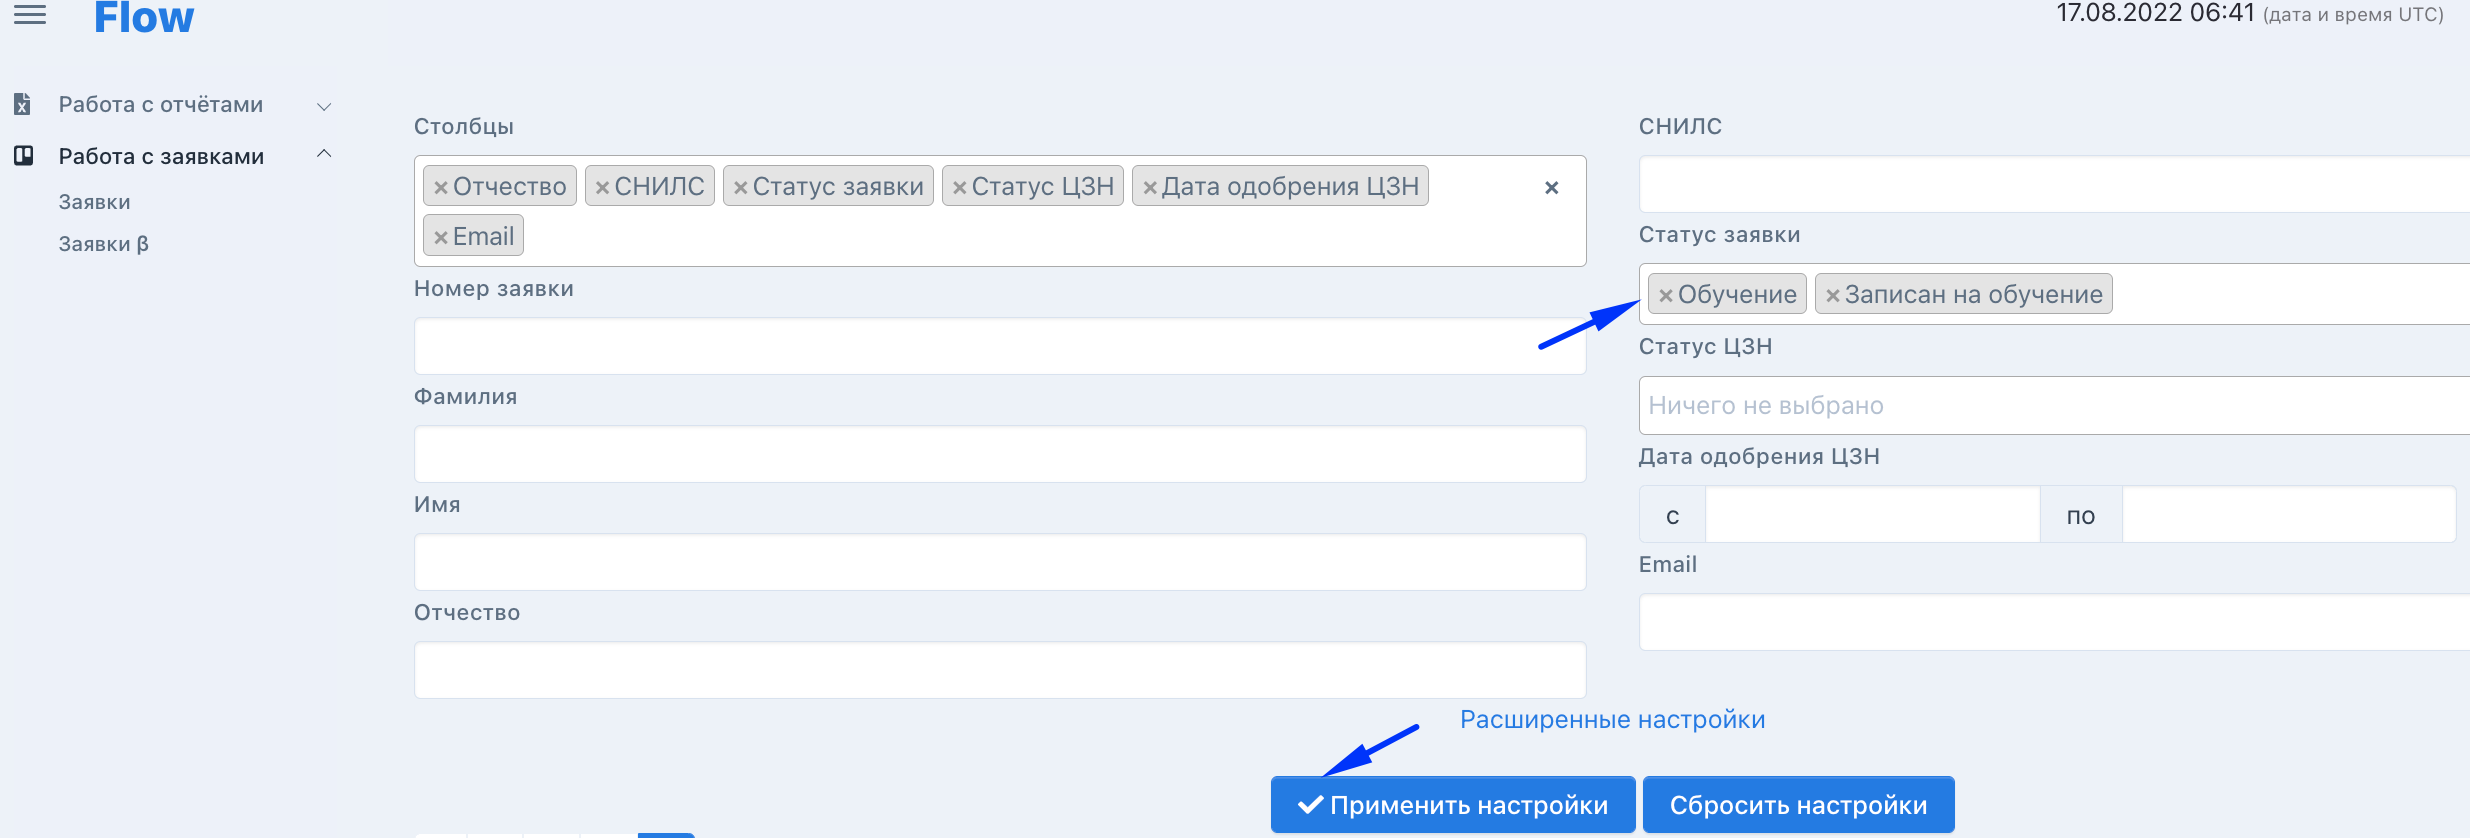 Flow
17.08.2022 06:41 (дата и время UTC)
Работа с отчётами
Работа с заявками
Заявки
Заявки β
Столбцы
×Отчество ×СНИЛС ×Статус заявки ×Статус ЦЗН ×Дата одобрения ЦЗН ×
×Email
Номер заявки
Фамилия
Имя
Отчество
СНИЛС
Статус заявки
×Обучение ×Записан на обучение
Статус ЦЗН
Ничего не выбрано
Дата одобрения ЦЗН
с по
Email
Расширенные настройки
Применить настройки Сбросить настройки